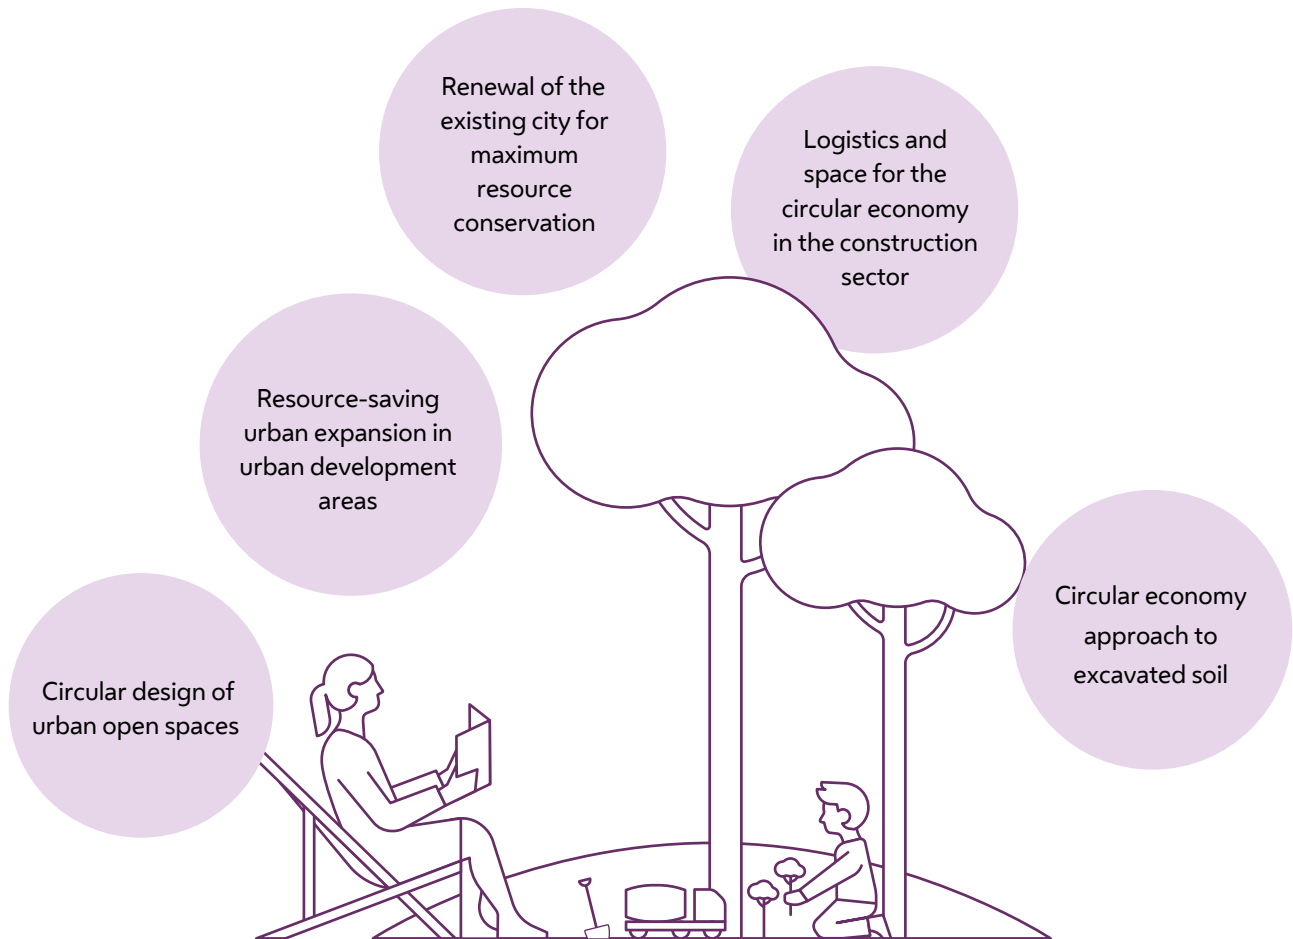 Renewal of the
existing city for
maximum
resource
conservation
Logistics and
space for the
circular economy
in the construction
sector
Resource-saving
urban expansion in
urban development
areas
Circular economy
approach to
excavated soil
Circular design of
urban open spaces